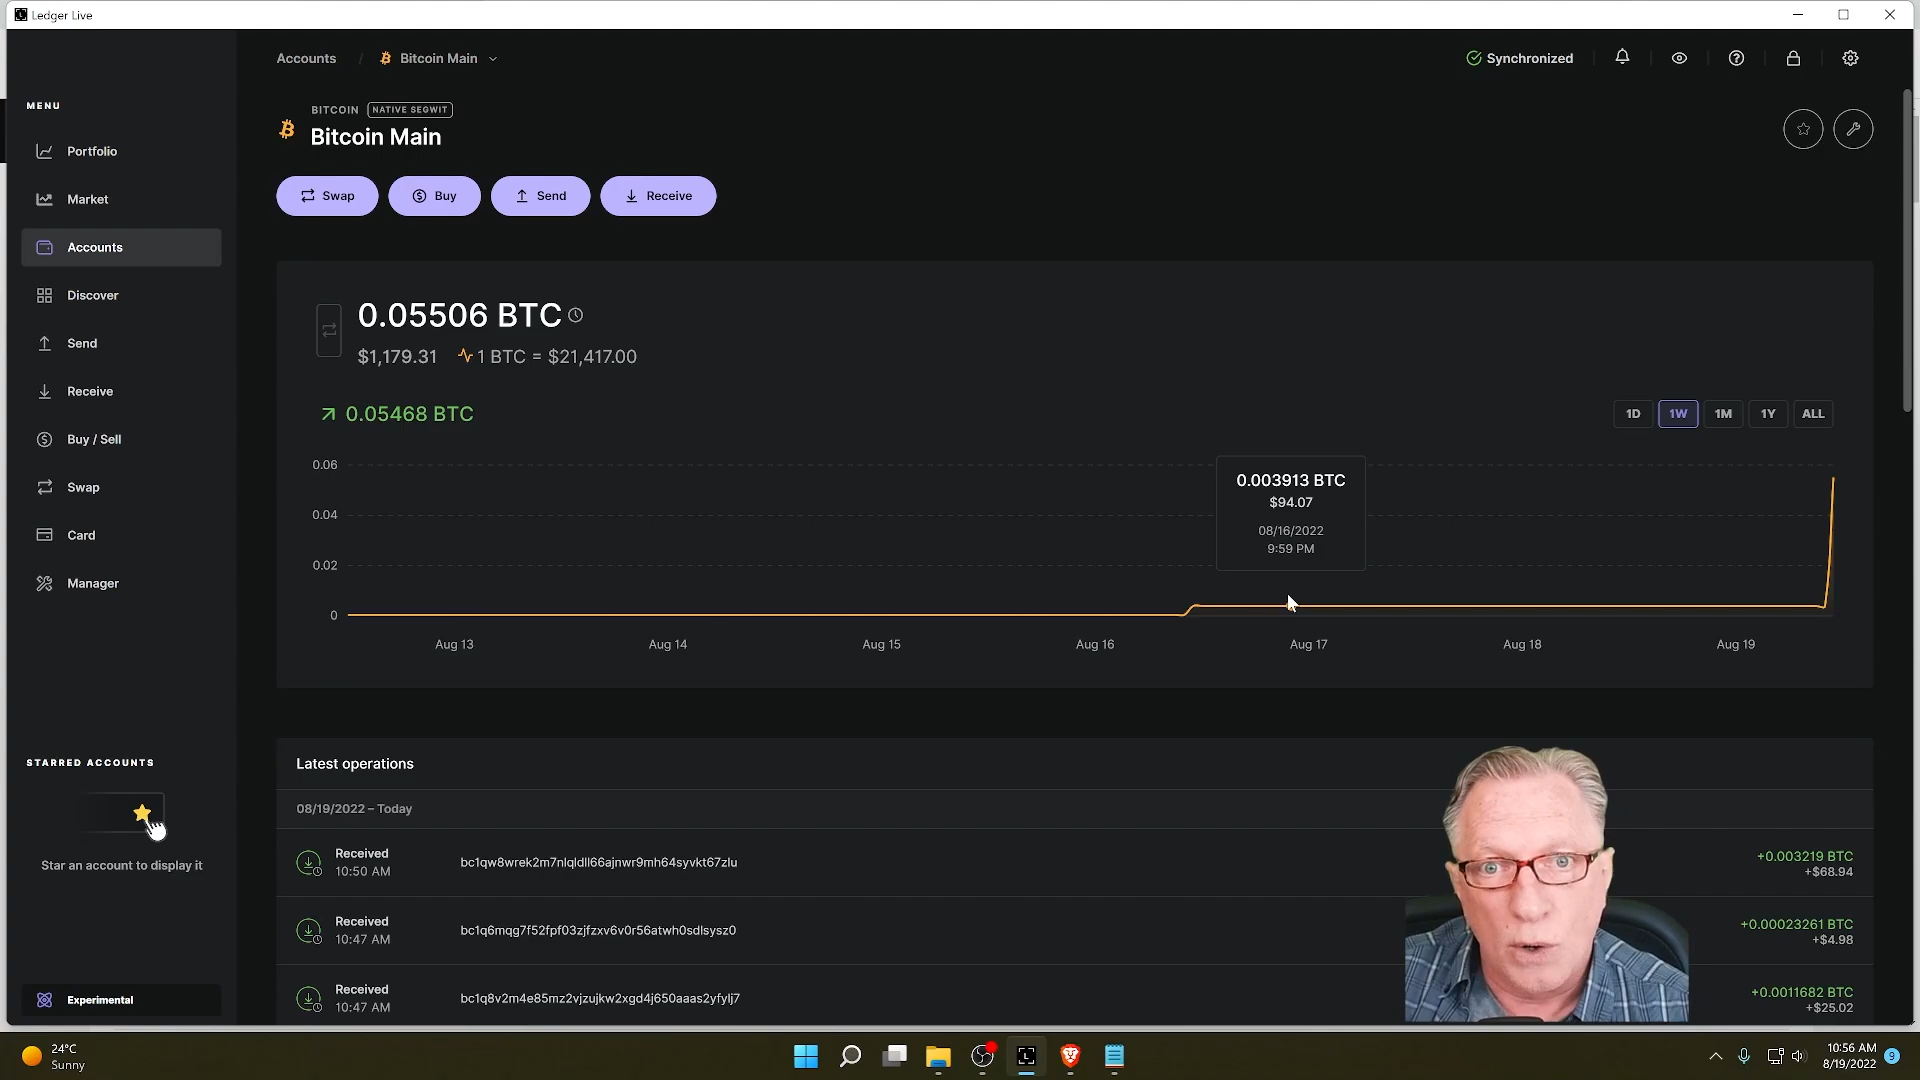 Ledger Live
Accounts / Bitcoin Main
Synchronized
MENU
Portfolio
Market
Accounts
Discover
Send
Receive
Buy / Sell
Swap
Card
Manager
STARRED ACCOUNTS
Star an account to display it
Experimental
BITCOIN NATIVE SEGWIT
Bitcoin Main
Swap Buy Send Receive
0.05506 BTC
$1,179.31 1 BTC = $21,417.00
0.05468 BTC
1D 1W 1M 1Y ALL
0.06
0.04
0.02
0
0.003913 BTC
$94.07
08/16/2022
9:59 PM
Aug 13 Aug 14 Aug 15 Aug 16 Aug 17 Aug 18 Aug 19
Latest operations
08/19/2022 – Today
Received
10:50 AM
bc1qw8wrek2m7nlqldll66ajnwr9mh64syvkt67zlu
+0.003219 BTC
+$68.94
Received
10:47 AM
bc1q6mqg7f52fpf03zjfzxv6v0r56atwh0sdlsysz0
+0.00023261 BTC
+$4.98
Received
10:47 AM
bc1q8v2m4e85mz2vjzujkw2xgd4j650aaas2yfylj7
+0.0011682 BTC
+$25.02
24°C
Sunny
10:56 AM
8/19/2022
9